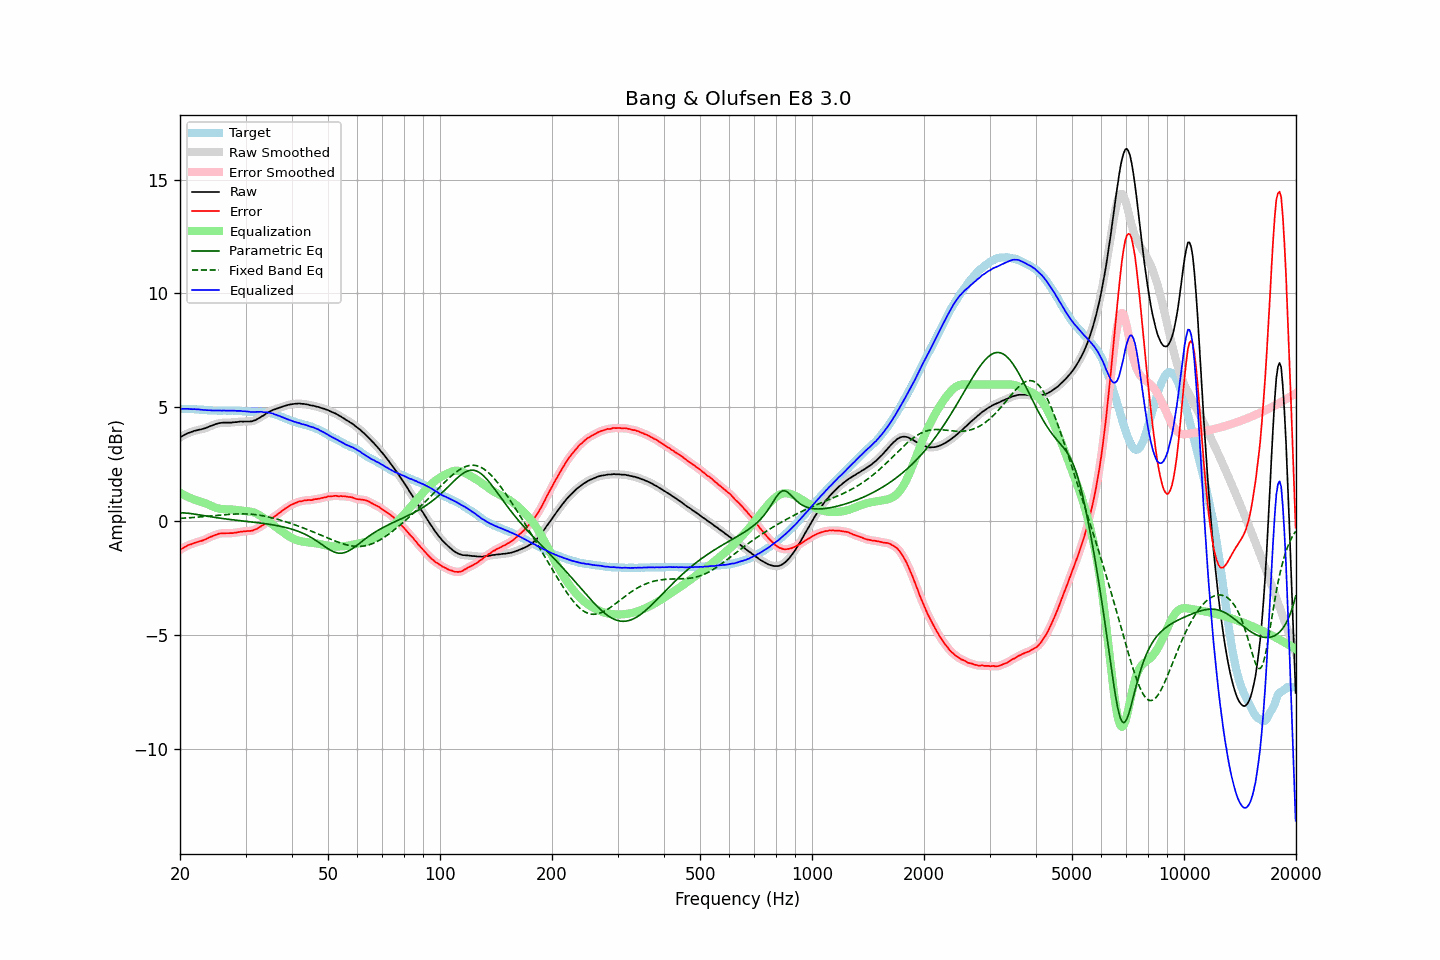 Bang & Olufsen E8 3.0
Target
Raw Smoothed
Error Smoothed
Raw
Error
Equalization
Parametric Eq
Fixed Band Eq
Equalized
Amplitude (dBr)
15
10
5
0
−5
−10
20 50 100 200 500 1000 2000 5000 10000 20000
Frequency (Hz)